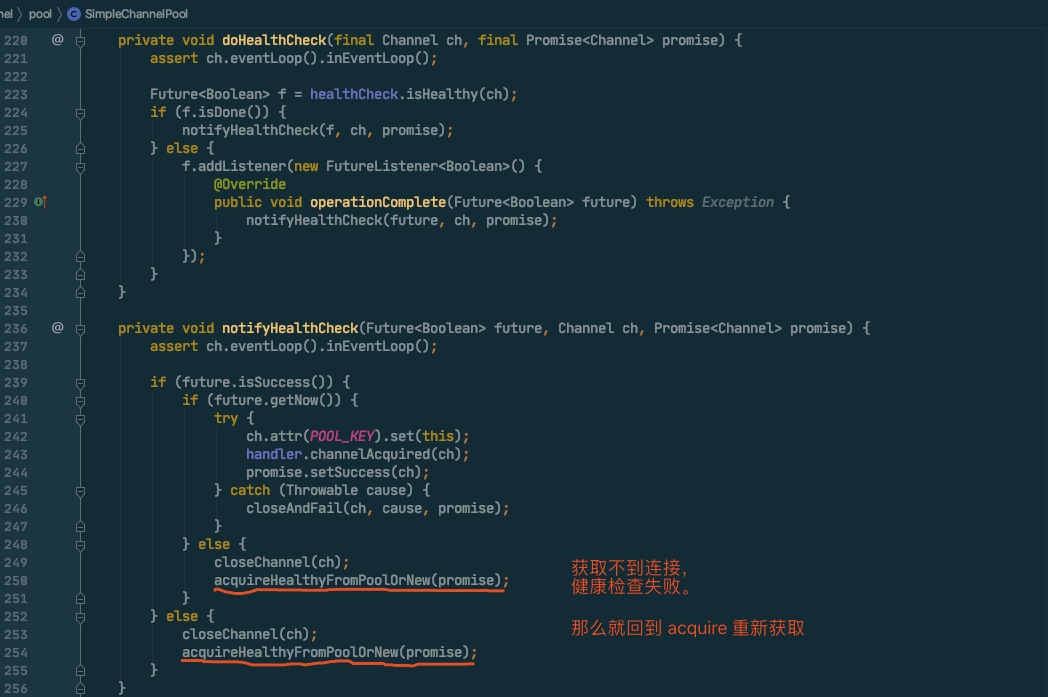 nel 〉 pool 〉 C SimpleChannelPool
220 @ private void doHealthCheck(final Channel ch, final Promise<Channel> promise) {
221 assert ch.eventLoop().inEventLoop();
222
223 Future<Boolean> f = healthCheck.isHealthy(ch);
224 if (f.isDone()) {
225 notifyHealthCheck(f, ch, promise);
226 } else {
227 f.addListener(new FutureListener<Boolean>() {
228 @Override
229 public void operationComplete(Future<Boolean> future) throws Exception {
230 notifyHealthCheck(future, ch, promise);
231 }
232 });
233 }
234 }
235
236 @ private void notifyHealthCheck(Future<Boolean> future, Channel ch, Promise<Channel> promise) {
237 assert ch.eventLoop().inEventLoop();
238
239 if (future.isSuccess()) {
240 if (future.getNow()) {
241 try {
242 ch.attr(POOL_KEY).set(this);
243 handler.channelAcquired(ch);
244 promise.setSuccess(ch);
245 } catch (Throwable cause) {
246 closeAndFail(ch, cause, promise);
247 }
248 } else {
249 closeChannel(ch);
250 acquireHealthyFromPoolOrNew(promise);
251 }
252 } else {
253 closeChannel(ch);
254 acquireHealthyFromPoolOrNew(promise);
255 }
256 }
获取不到连接，
健康检查失败。
那么就回到 acquire 重新获取